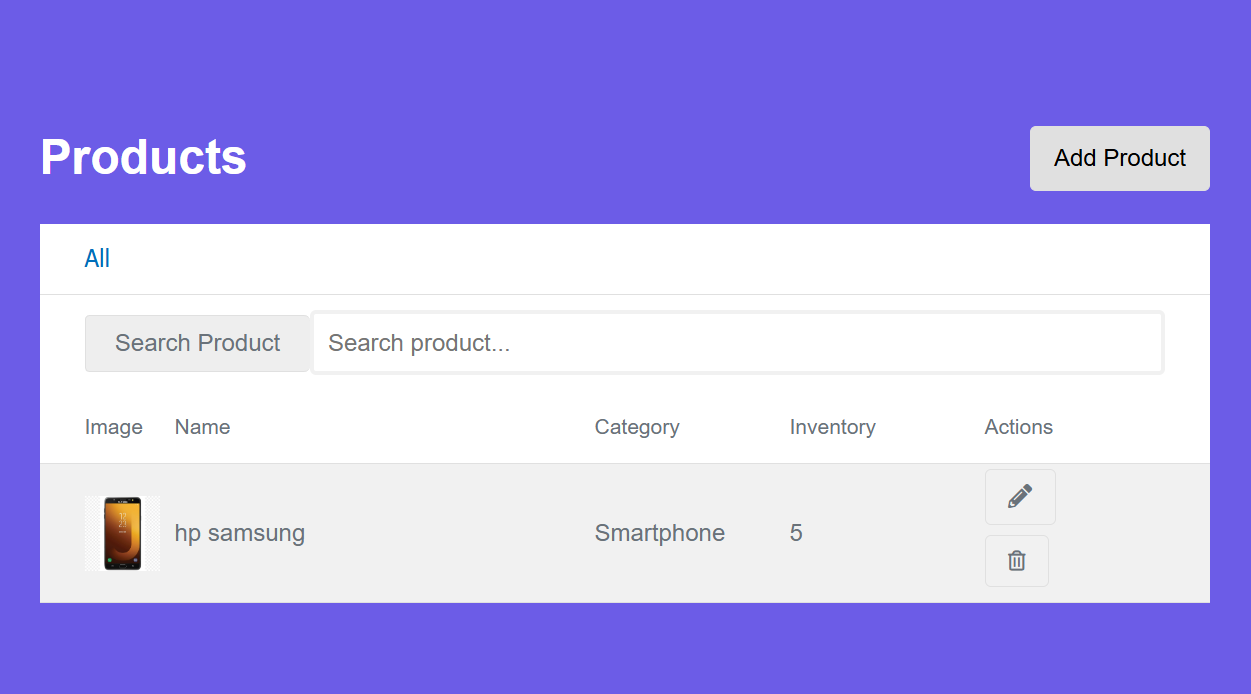 Products
Add Product
All
Search Product
Search product...
Image Name Category Inventory Actions
hp samsung Smartphone 5